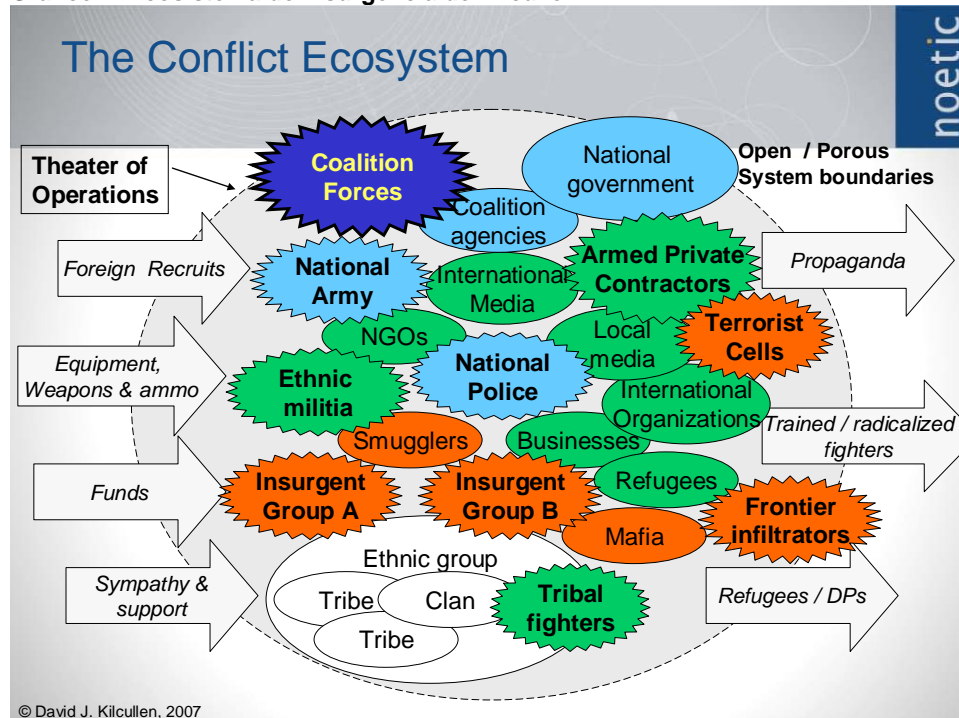 The Conflict Ecosystem
noetic
Theater of
Operations
Coalition
Forces
National
government
Open / Porous
System boundaries
Coalition
agencies
Foreign Recruits
National
Army
International
Media
Armed Private
Contractors
Propaganda
NGOs
Local
media
Terrorist
Cells
Equipment,
Weapons & ammo
Ethnic
militia
National
Police
International
Organizations
Smugglers
Businesses
Trained / radicalized
fighters
Funds
Insurgent
Group A
Insurgent
Group B
Refugees
Frontier
infiltrators
Mafia
Ethnic group
Sympathy &
support
Tribe
Clan
Tribe
Tribal
fighters
Refugees / DPs
© David J. Kilcullen, 2007